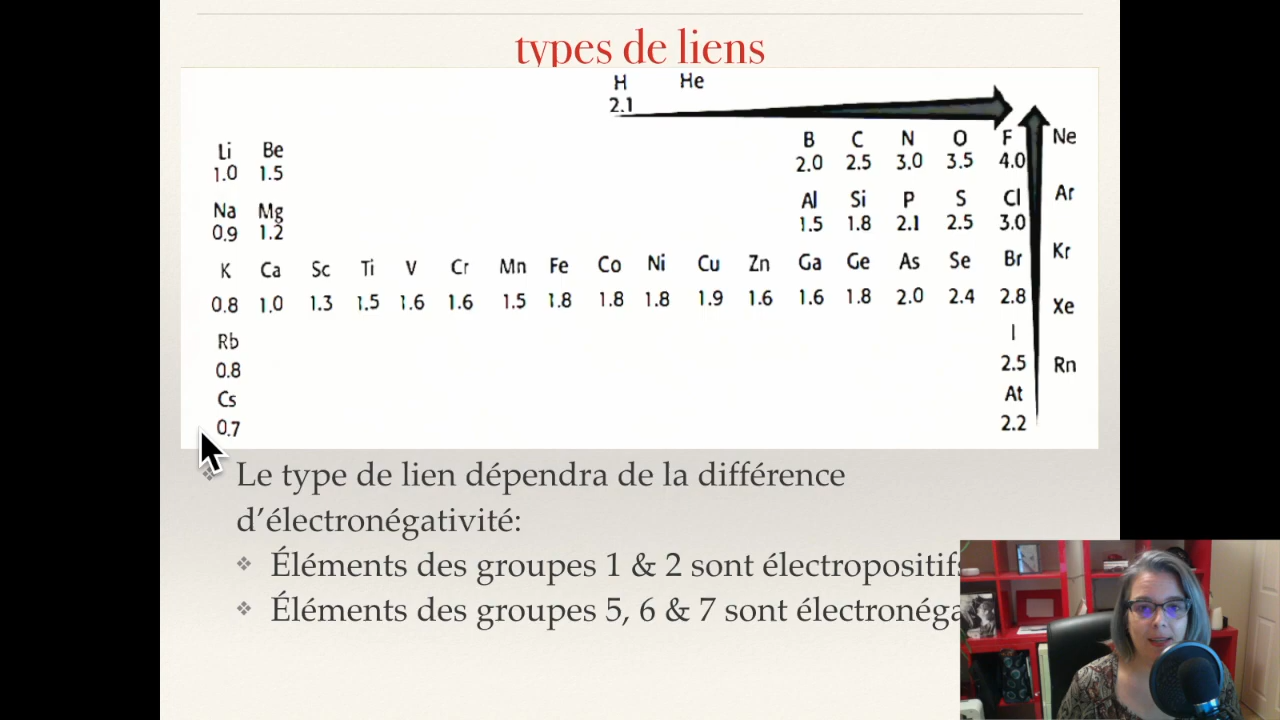 types de liens
H He
2.1
Li Be B C N O F Ne
1.0 1.5 2.0 2.5 3.0 3.5 4.0
Na Mg Al Si P S Cl Ar
0.9 1.2 1.5 1.8 2.1 2.5 3.0
K Ca Sc Ti V Cr Mn Fe Co Ni Cu Zn Ga Ge As Se Br Kr
0.8 1.0 1.3 1.5 1.6 1.6 1.5 1.8 1.8 1.8 1.9 1.6 1.6 1.8 2.0 2.4 2.8
Rb I Xe
0.8 2.5
Cs At Rn
0.7 2.2
Le type de lien dépendra de la différence
d’électronégativité:
Éléments des groupes 1 & 2 sont électropositifs
Éléments des groupes 5, 6 & 7 sont électronéga